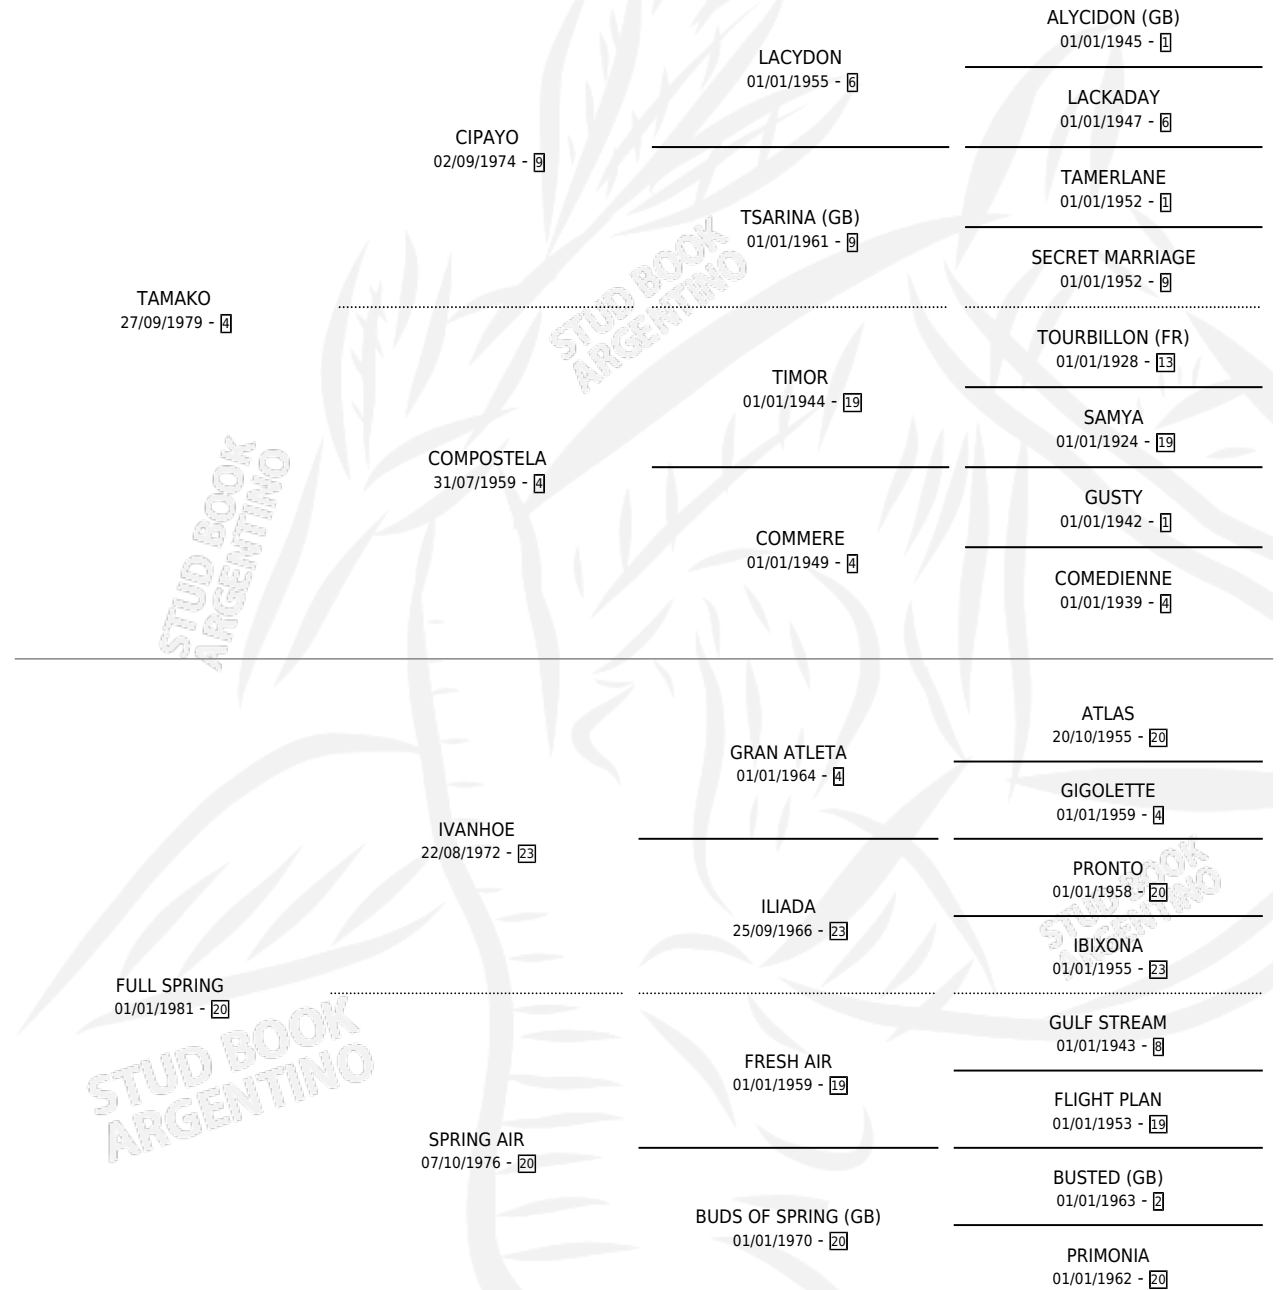 ALYCIDON (GB)
01/01/1945 - 1
LACYDON
01/01/1955 - 6
LACKADAY
01/01/1947 - 6
CIPAYO
02/09/1974 - 9
TAMERLANE
01/01/1952 - 1
TSARINA (GB)
01/01/1961 - 9
SECRET MARRIAGE
01/01/1952 - 9
TAMAKO
27/09/1979 - 4
TOURBILLON (FR)
01/01/1928 - 13
TIMOR
01/01/1944 - 19
SAMYA
01/01/1924 - 19
COMPOSTELA
31/07/1959 - 4
GUSTY
01/01/1942 - 1
COMMERE
01/01/1949 - 4
COMEDIENNE
01/01/1939 - 4
ATLAS
20/10/1955 - 20
GRAN ATLETA
01/01/1964 - 4
GIGOLETTE
01/01/1959 - 4
IVANHOE
22/08/1972 - 23
PRONTO
01/01/1958 - 20
ILIADA
25/09/1966 - 23
IBIXONA
01/01/1955 - 23
FULL SPRING
01/01/1981 - 20
GULF STREAM
01/01/1943 - 8
FRESH AIR
01/01/1959 - 19
FLIGHT PLAN
01/01/1953 - 19
SPRING AIR
07/10/1976 - 20
BUSTED (GB)
01/01/1963 - 2
BUDS OF SPRING (GB)
01/01/1970 - 20
PRIMONIA
01/01/1962 - 20
STUD BOOK
ARGENTINO
STUD BOOK
ARGENTINO
STUD BOOK
ARGENTINO
STUD BOOK
ARGENTINO